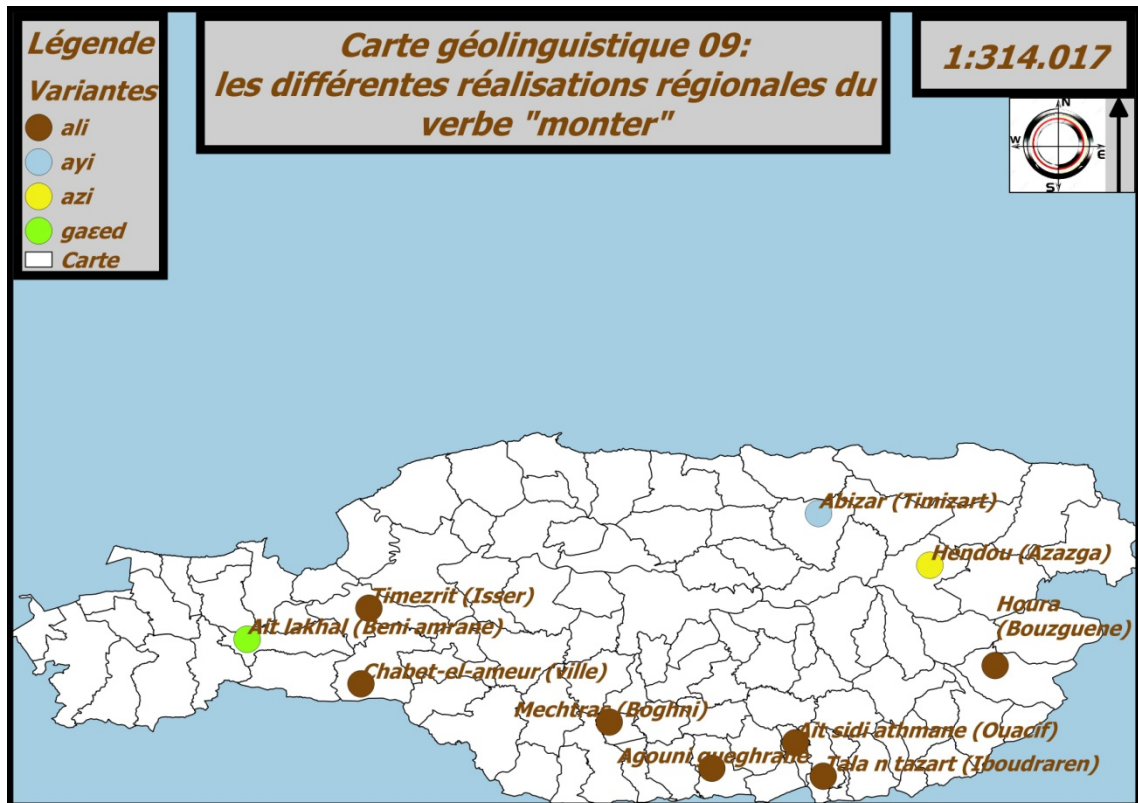 Légende
Variantes
ali
ayi
azi
gaεed
Carte
Carte géolinguistique 09:
les différentes réalisations régionales du
verbe "monter"
1:314.017
N
W
E
S
Abizar (Timizart)
Hendou (Azazga)
Houra
(Bouzguene)
Timezrit (Isser)
Ait lakhal (Beni amrane)
Chabet-el-ameur (ville)
Mechtras (Boghni)
Ait sidi athmane (Ouacif)
Agouni gueghrane
Tala n tazart (Iboudraren)